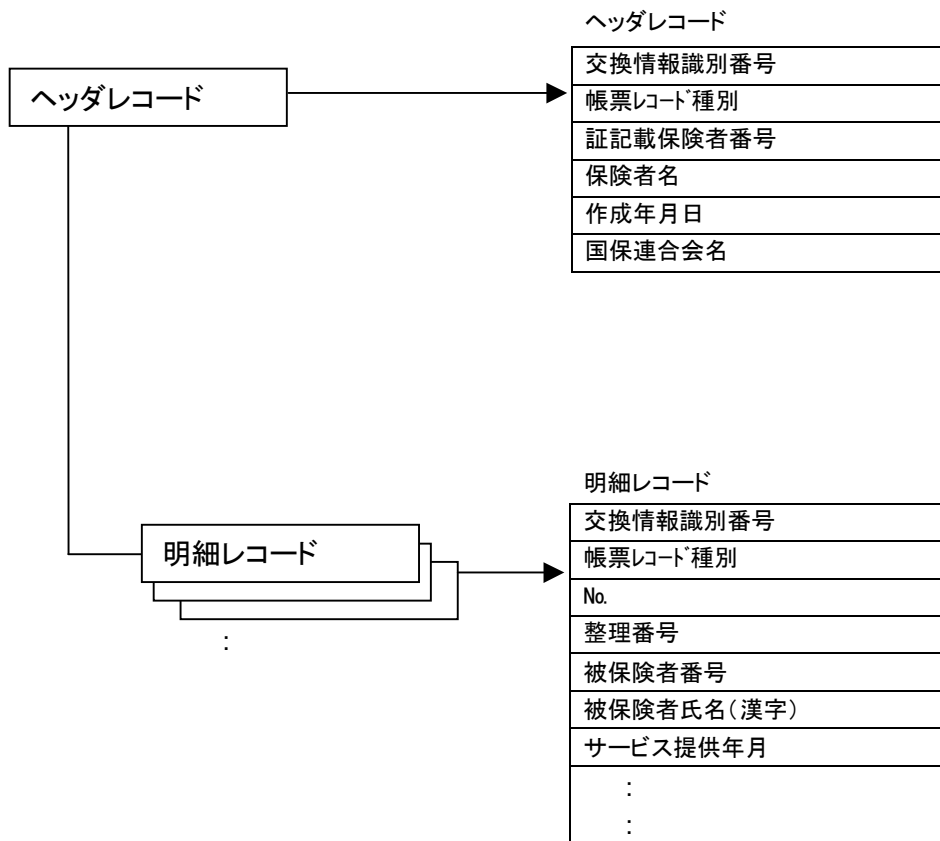 ヘッダレコード
ヘッダレコード
交換情報識別番号
帳票ﾚｺｰﾄﾞ種別
証記載保険者番号
保険者名
作成年月日
国保連合会名
明細レコード
:
明細レコード
交換情報識別番号
帳票ﾚｺｰﾄﾞ種別
№
整理番号
被保険者番号
被保険者氏名(漢字)
サービス提供年月
:
: